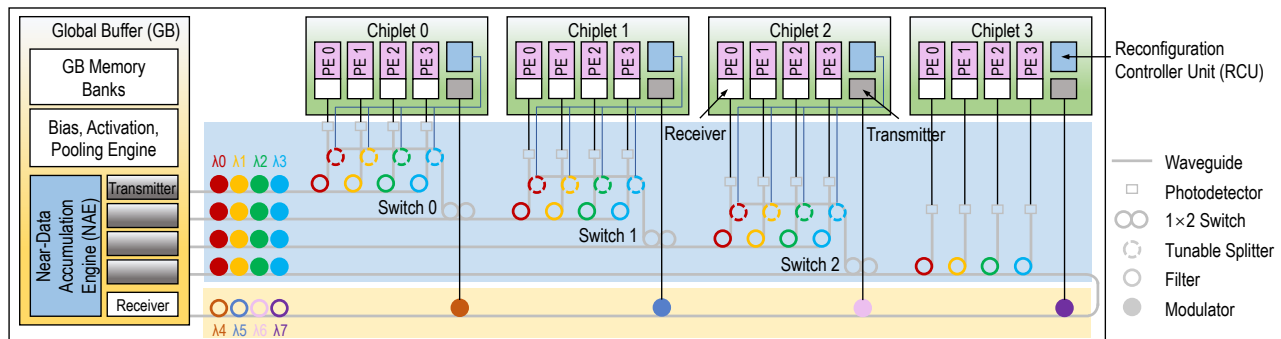 Global Buffer (GB)
GB Memory
Banks
Bias, Activation,
Pooling Engine
Near-Data
Accumulation
Engine (NAE)
Transmitter
Receiver
λ0 λ1 λ2 λ3
λ4 λ5 λ6 λ7
Chiplet 0
PE 0 PE 1 PE 2 PE 3
Chiplet 1
PE 0 PE 1 PE 2 PE 3
Chiplet 2
PE 0 PE 1 PE 2 PE 3
Chiplet 3
PE 0 PE 1 PE 2 PE 3
Switch 0
Switch 1
Switch 2
Receiver
Transmitter
Reconfiguration
Controller Unit (RCU)
Waveguide
Photodetector
1×2 Switch
Tunable Splitter
Filter
Modulator